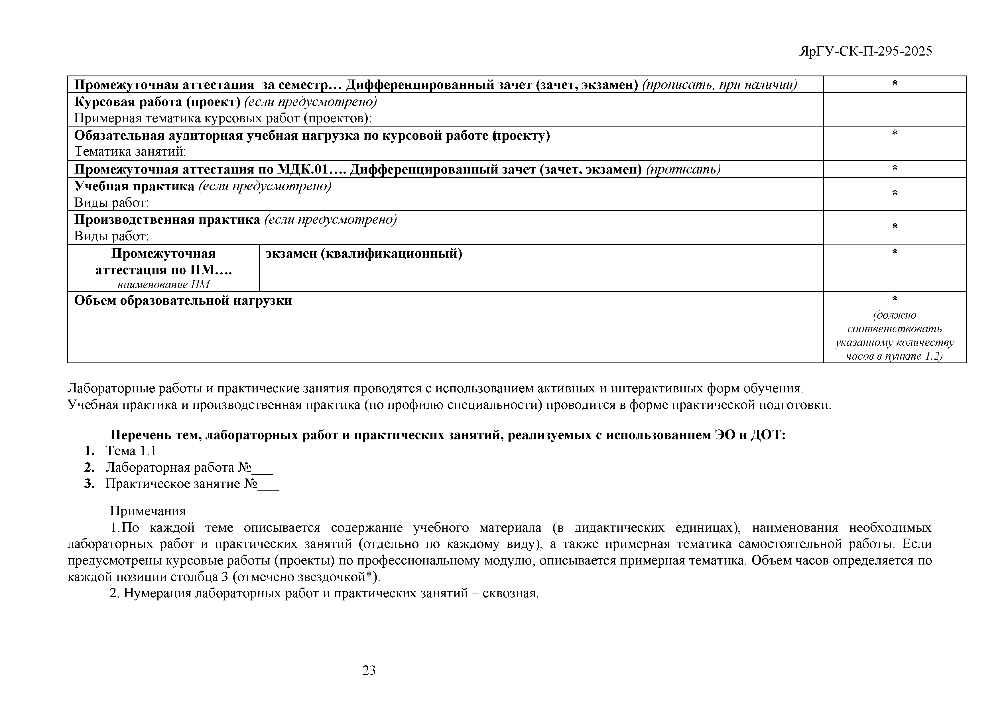 ЯрГУ-СК-П-295-2025
Промежуточная аттестация за семестр… Дифференцированный зачет (зачет, экзамен) (прописать, при наличии) *
Курсовая работа (проект) (если предусмотрено)
Примерная тематика курсовых работ (проектов):
Обязательная аудиторная учебная нагрузка по курсовой работе (проекту) *
Тематика занятий:
Промежуточная аттестация по МДК.01…. Дифференцированный зачет (зачет, экзамен) (прописать) *
Учебная практика (если предусмотрено)
Виды работ:
*
Производственная практика (если предусмотрено)
Виды работ:
*
Промежуточная
аттестация по ПМ….
наименование ПМ
экзамен (квалификационный) *
Объем образовательной нагрузки *
(должно
соответствовать
указанному количеству
часов в пункте 1.2)
Лабораторные работы и практические занятия проводятся с использованием активных и интерактивных форм обучения.
Учебная практика и производственная практика (по профилю специальности) проводится в форме практической подготовки.
Перечень тем, лабораторных работ и практических занятий, реализуемых с использованием ЭО и ДОТ:
1. Тема 1.1 ____
2. Лабораторная работа №___
3. Практическое занятие №___
Примечания
1.По каждой теме описывается содержание учебного материала (в дидактических единицах), наименования необходимых
лабораторных работ и практических занятий (отдельно по каждому виду), а также примерная тематика самостоятельной работы. Если
предусмотрены курсовые работы (проекты) по профессиональному модулю, описывается примерная тематика. Объем часов определяется по
каждой позиции столбца 3 (отмечено звездочкой*).
2. Нумерация лабораторных работ и практических занятий – сквозная.
23